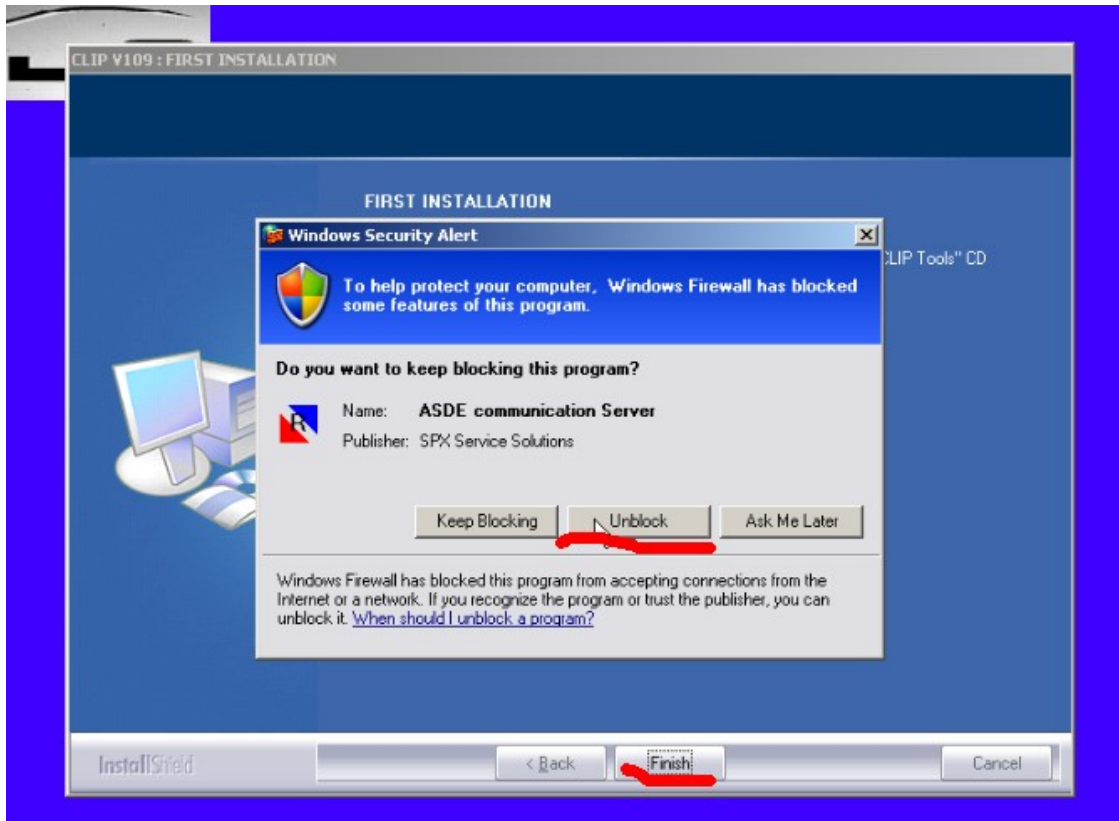 CLIP V109 : FIRST INSTALLATION
FIRST INSTALLATION
Windows Security Alert
CLIP Tools" CD
To help protect your computer, Windows Firewall has blocked
some features of this program.
Do you want to keep blocking this program?
R
Name: ASDE communication Server
Publisher: SPX Service Solutions
Keep Blocking Unblock Ask Me Later
Windows Firewall has blocked this program from accepting connections from the
Internet or a network. If you recognize the program or trust the publisher, you can
unblock it. When should I unblock a program?
InstallShield < Back Finish Cancel